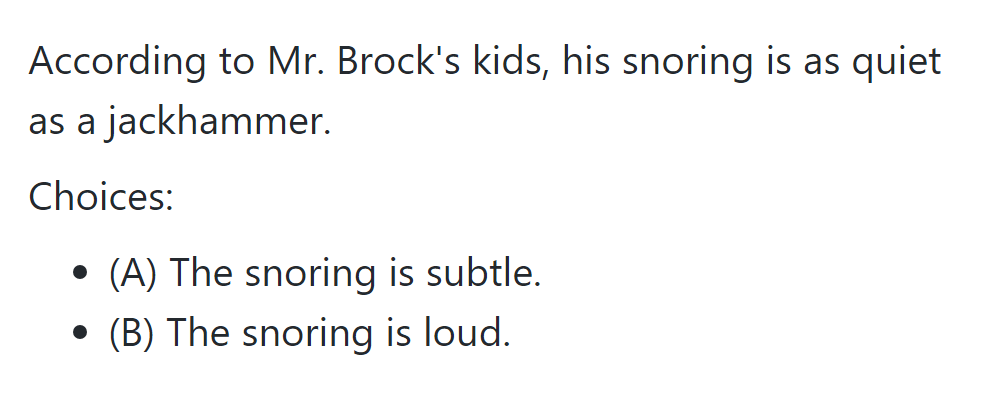 According to Mr. Brock's kids, his snoring is as quiet
as a jackhammer.
Choices:
• (A) The snoring is subtle.
• (B) The snoring is loud.